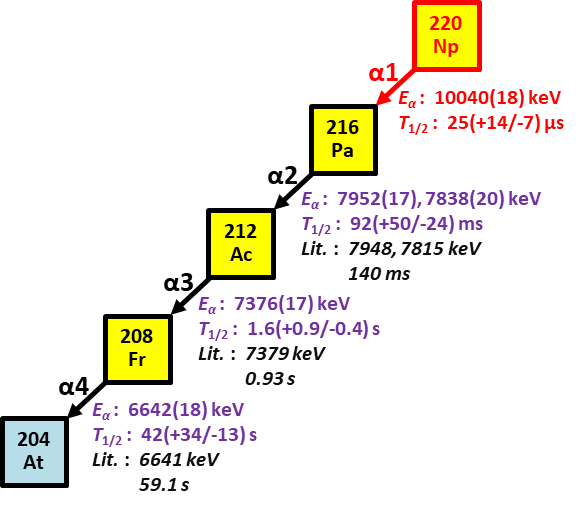 220
Np
α1
Eα : 10040(18) keV
T1/2 : 25(+14/-7) μs
216
Pa
α2
Eα : 7952(17), 7838(20) keV
T1/2 : 92(+50/-24) ms
Lit. : 7948, 7815 keV
140 ms
212
Ac
α3
Eα : 7376(17) keV
T1/2 : 1.6(+0.9/-0.4) s
Lit. : 7379 keV
0.93 s
208
Fr
α4
Eα : 6642(18) keV
T1/2 : 42(+34/-13) s
Lit. : 6641 keV
59.1 s
204
At